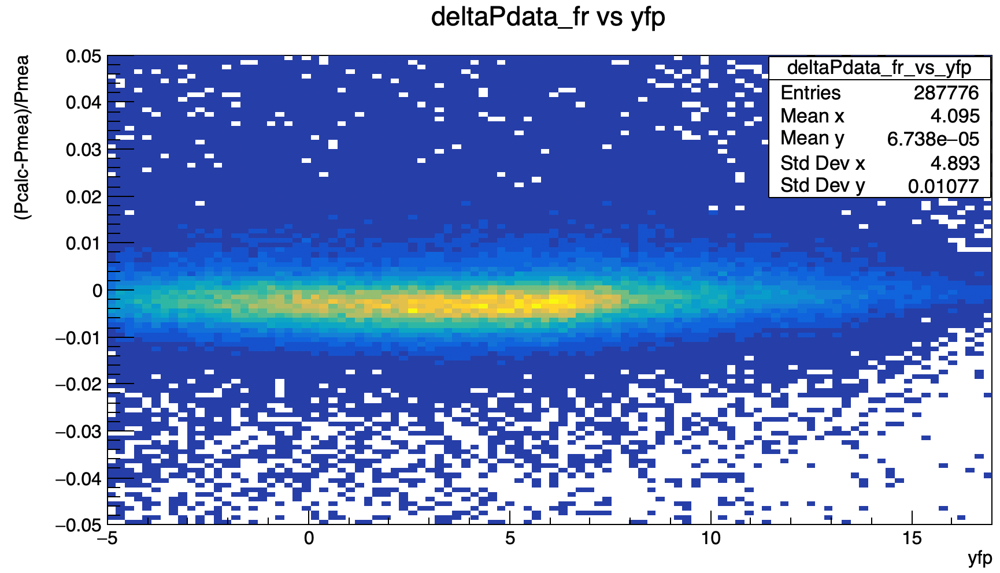 deltaPdata_fr vs yfp
(Pcalc-Pmea)/Pmea
0.05
0.04
0.03
0.02
0.01
0
−0.01
−0.02
−0.03
−0.04
−0.05
deltaPdata_fr_vs_yfp
Entries 287776
Mean x 4.095
Mean y 6.738e−05
Std Dev x 4.893
Std Dev y 0.01077
−5 0 5 10 15
yfp